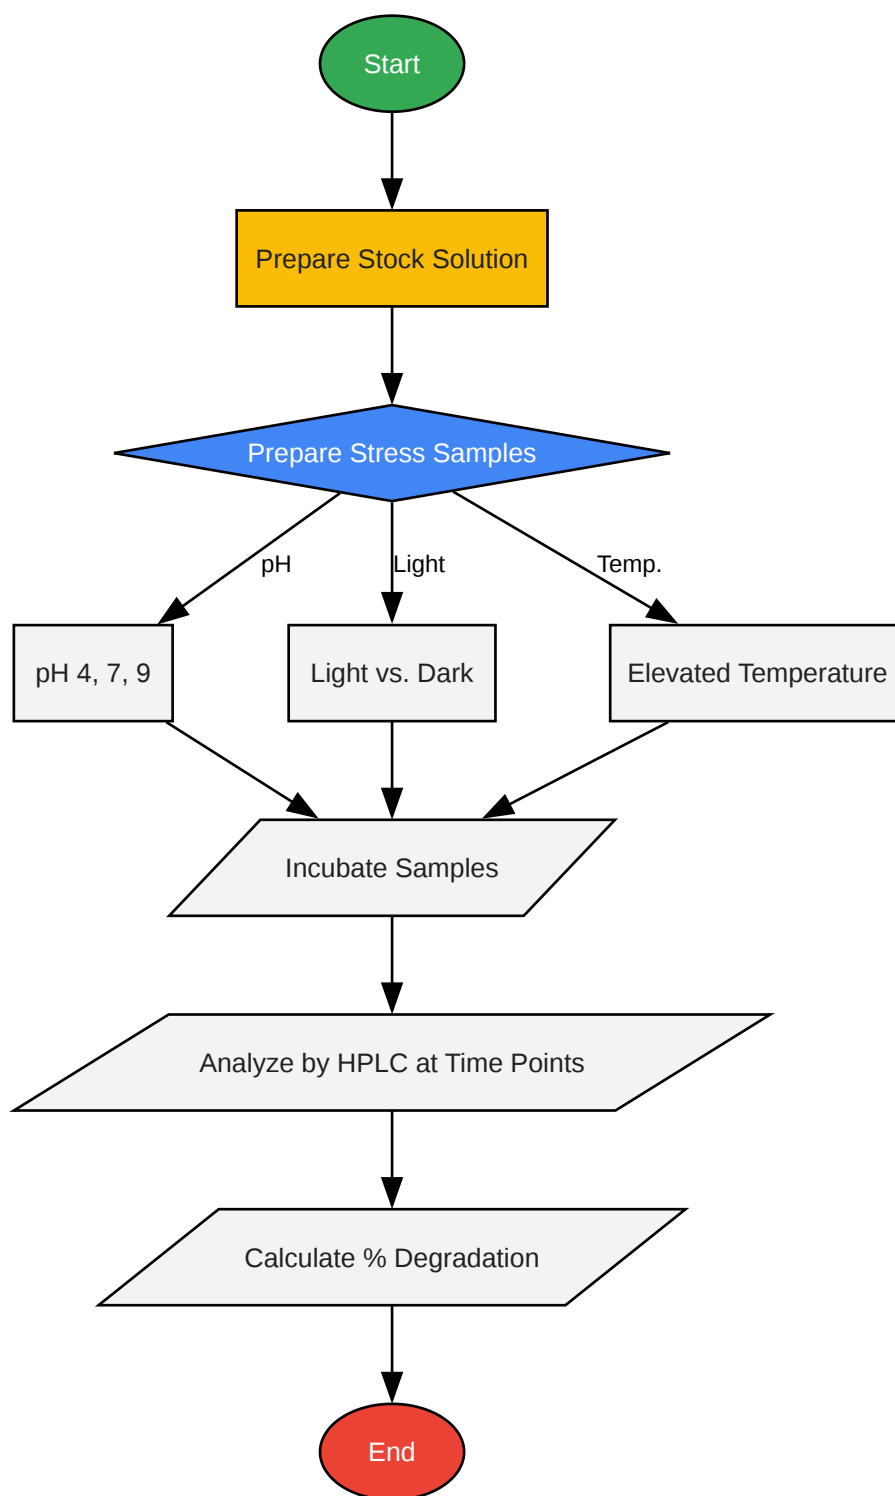 Start
Prepare Stock Solution
Prepare Stress Samples
pH
Light
Temp.
pH 4, 7, 9
Light vs. Dark
Elevated Temperature
Incubate Samples
Analyze by HPLC at Time Points
Calculate % Degradation
End